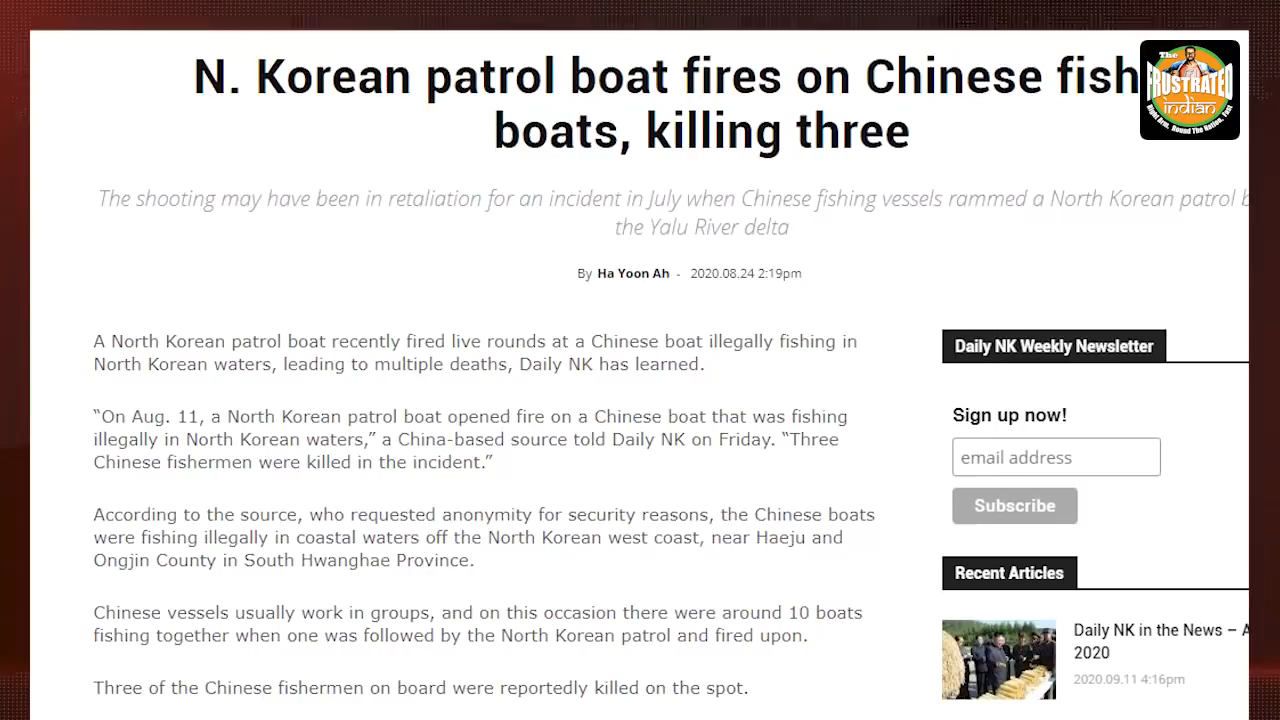 N. Korean patrol boat fires on Chinese fish
boats, killing three
The
FRUSTRATED
indian
Right Arm. Round The Nation. Fast
The shooting may have been in retaliation for an incident in July when Chinese fishing vessels rammed a North Korean patrol b
the Yalu River delta
By Ha Yoon Ah - 2020.08.24 2:19pm
A North Korean patrol boat recently fired live rounds at a Chinese boat illegally fishing in
North Korean waters, leading to multiple deaths, Daily NK has learned.
“On Aug. 11, a North Korean patrol boat opened fire on a Chinese boat that was fishing
illegally in North Korean waters,” a China-based source told Daily NK on Friday. “Three
Chinese fishermen were killed in the incident.”
According to the source, who requested anonymity for security reasons, the Chinese boats
were fishing illegally in coastal waters off the North Korean west coast, near Haeju and
Ongjin County in South Hwanghae Province.
Chinese vessels usually work in groups, and on this occasion there were around 10 boats
fishing together when one was followed by the North Korean patrol and fired upon.
Three of the Chinese fishermen on board were reportedly killed on the spot.
Daily NK Weekly Newsletter
Sign up now!
email address
Subscribe
Recent Articles
Daily NK in the News – A
2020
2020.09.11 4:16pm